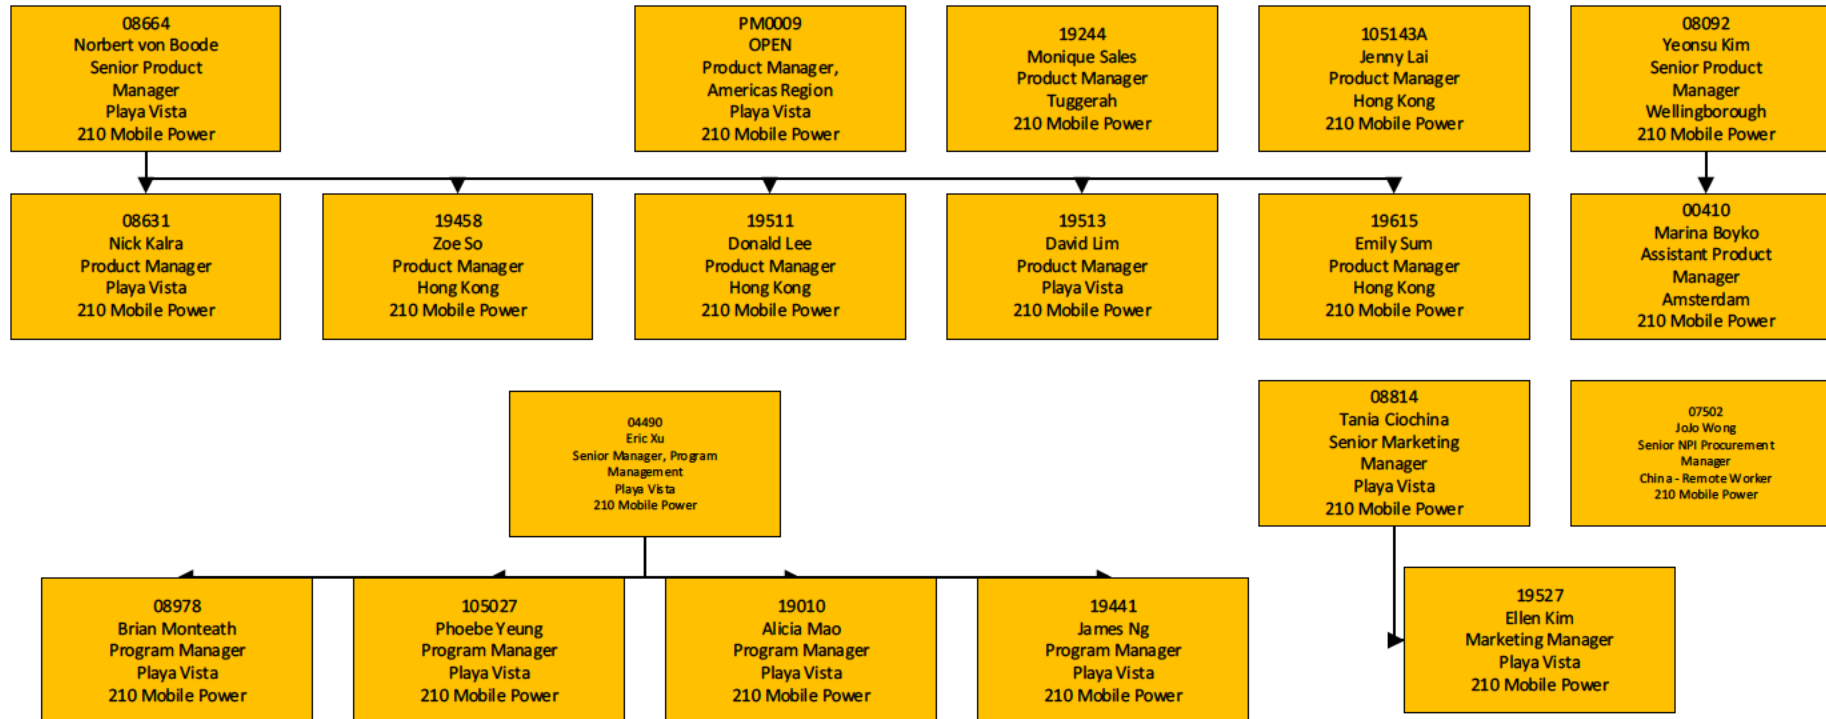 08664
Norbert von Boode
Senior Product
Manager
Playa Vista
210 Mobile Power
PM0009
OPEN
Product Manager,
Americas Region
Playa Vista
210 Mobile Power
19244
Monique Sales
Product Manager
Tuggerah
210 Mobile Power
105143A
Jenny Lai
Product Manager
Hong Kong
210 Mobile Power
08092
Yeonsu Kim
Senior Product
Manager
Wellingborough
210 Mobile Power
08631
Nick Kalra
Product Manager
Playa Vista
210 Mobile Power
19458
Zoe So
Product Manager
Hong Kong
210 Mobile Power
19511
Donald Lee
Product Manager
Hong Kong
210 Mobile Power
19513
David Lim
Product Manager
Playa Vista
210 Mobile Power
19615
Emily Sum
Product Manager
Hong Kong
210 Mobile Power
00410
Marina Boyko
Assistant Product
Manager
Amsterdam
210 Mobile Power
04490
Eric Xu
Senior Manager, Program
Management
Playa Vista
210 Mobile Power
08814
Tania Ciochina
Senior Marketing
Manager
Playa Vista
210 Mobile Power
07502
JoJo Wong
Senior NPI Procurement
Manager
China - Remote Worker
210 Mobile Power
08978
Brian Monteath
Program Manager
Playa Vista
210 Mobile Power
105027
Phoebe Yeung
Program Manager
Playa Vista
210 Mobile Power
19010
Alicia Mao
Program Manager
Playa Vista
210 Mobile Power
19441
James Ng
Program Manager
Playa Vista
210 Mobile Power
19527
Ellen Kim
Marketing Manager
Playa Vista
210 Mobile Power